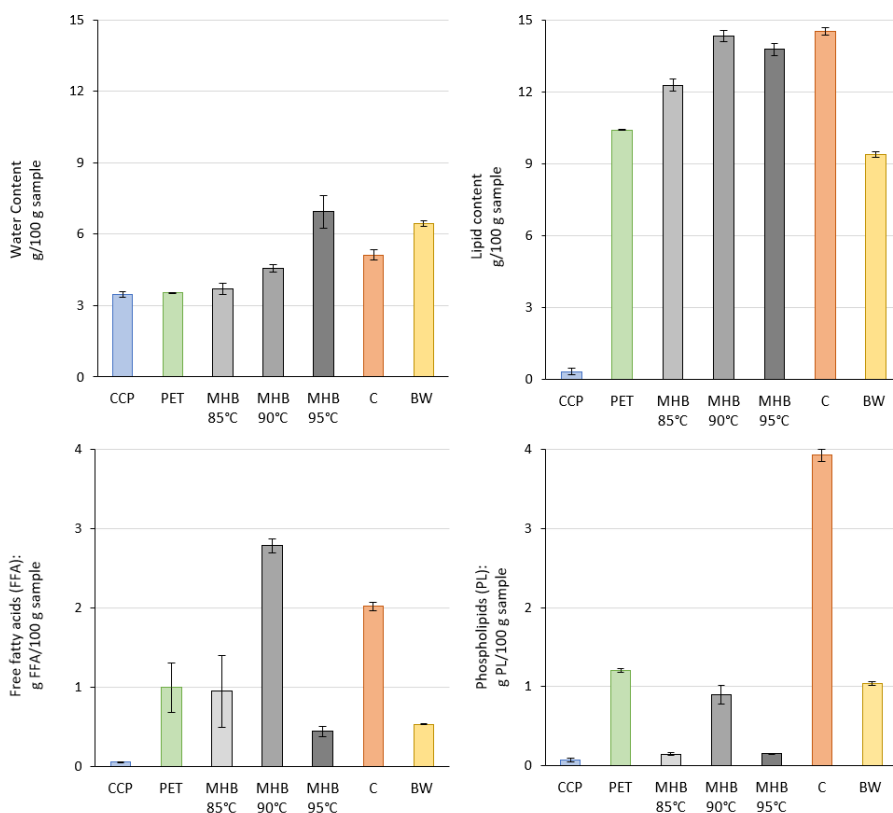 Water Content
g/100 g sample
15
12
9
6
3
0
CCP PET MHB MHB MHB C BW
85°C 90°C 95°C
Lipid content
g/100 g sample
15
12
9
6
3
0
CCP PET MHB MHB MHB C BW
85°C 90°C 95°C
Free fatty acids (FFA):
g FFA/100 g sample
4
3
2
1
0
CCP PET MHB MHB MHB C BW
85°C 90°C 95°C
Phospholipids (PL):
g PL/100 g sample
4
3
2
1
0
CCP PET MHB MHB MHB C BW
85°C 90°C 95°C